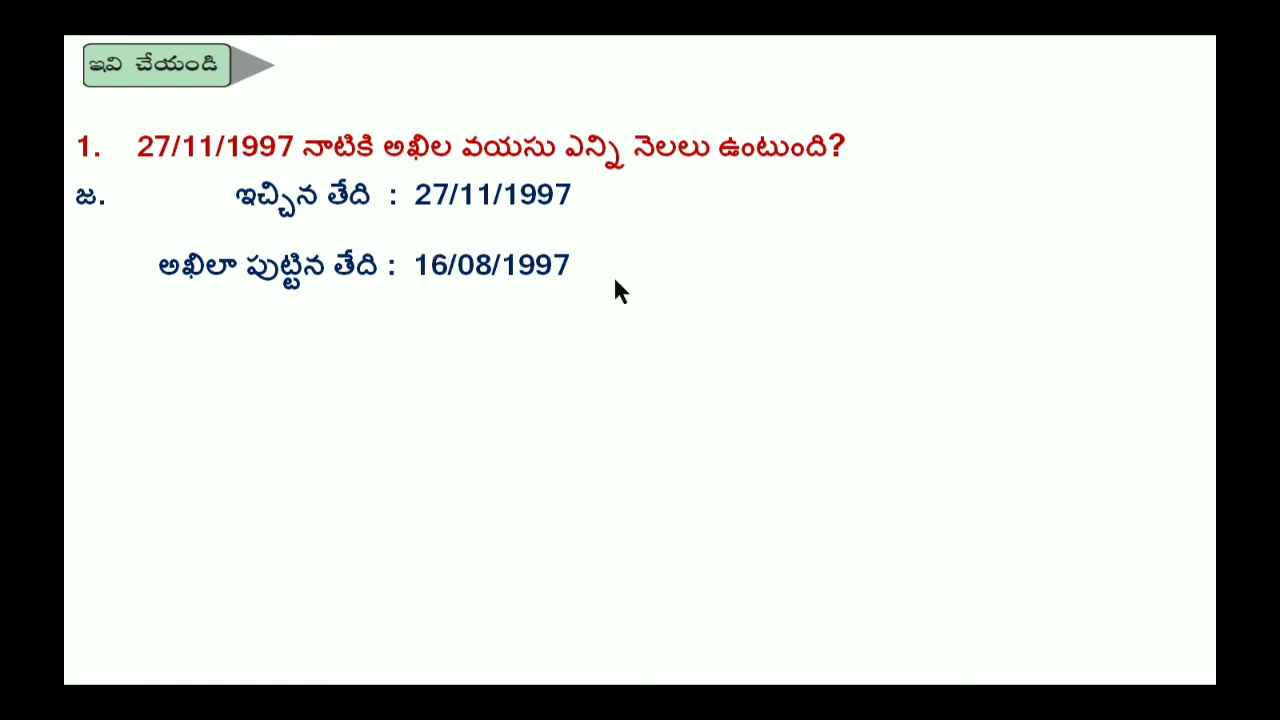 ఇవి చేయండి
1. 27/11/1997 నాటికి అఖిల వయసు ఎన్ని నెలలు ఉంటుంది?
జ. ఇచ్చిన తేది : 27/11/1997
అఖిలా పుట్టిన తేది : 16/08/1997